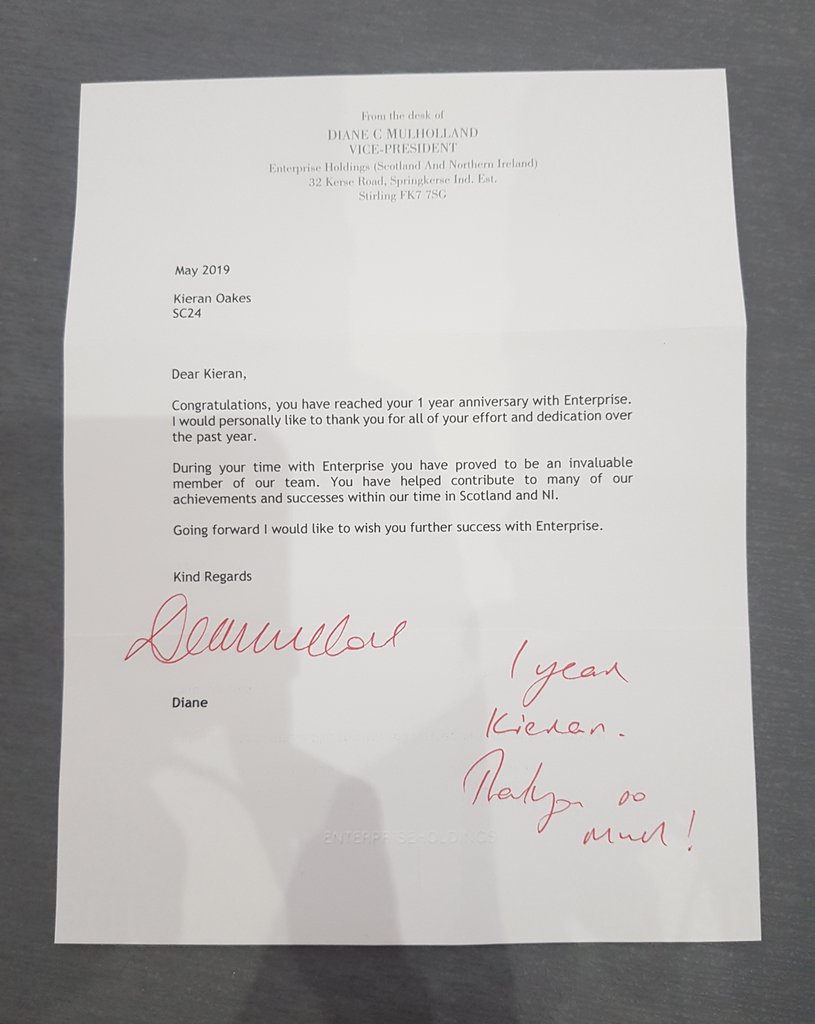 From the desk of
DIANE C MULHOLLAND
VICE-PRESIDENT
Enterprise Holdings (Scotland And Northern Ireland)
32 Kerse Road, Springkerse Ind. Est.
Stirling FK7 7SG
May 2019
Kieran Oakes
SC24
Dear Kieran,
Congratulations, you have reached your 1 year anniversary with Enterprise.
I would personally like to thank you for all of your effort and dedication over
the past year.
During your time with Enterprise you have proved to be an invaluable
member of our team. You have helped contribute to many of our
achievements and successes within our time in Scotland and NI.
Going forward I would like to wish you further success with Enterprise.
Kind Regards
Diane
1 year
Kieran.
Thank you so
much!
ENTERPRISE HOLDINGS